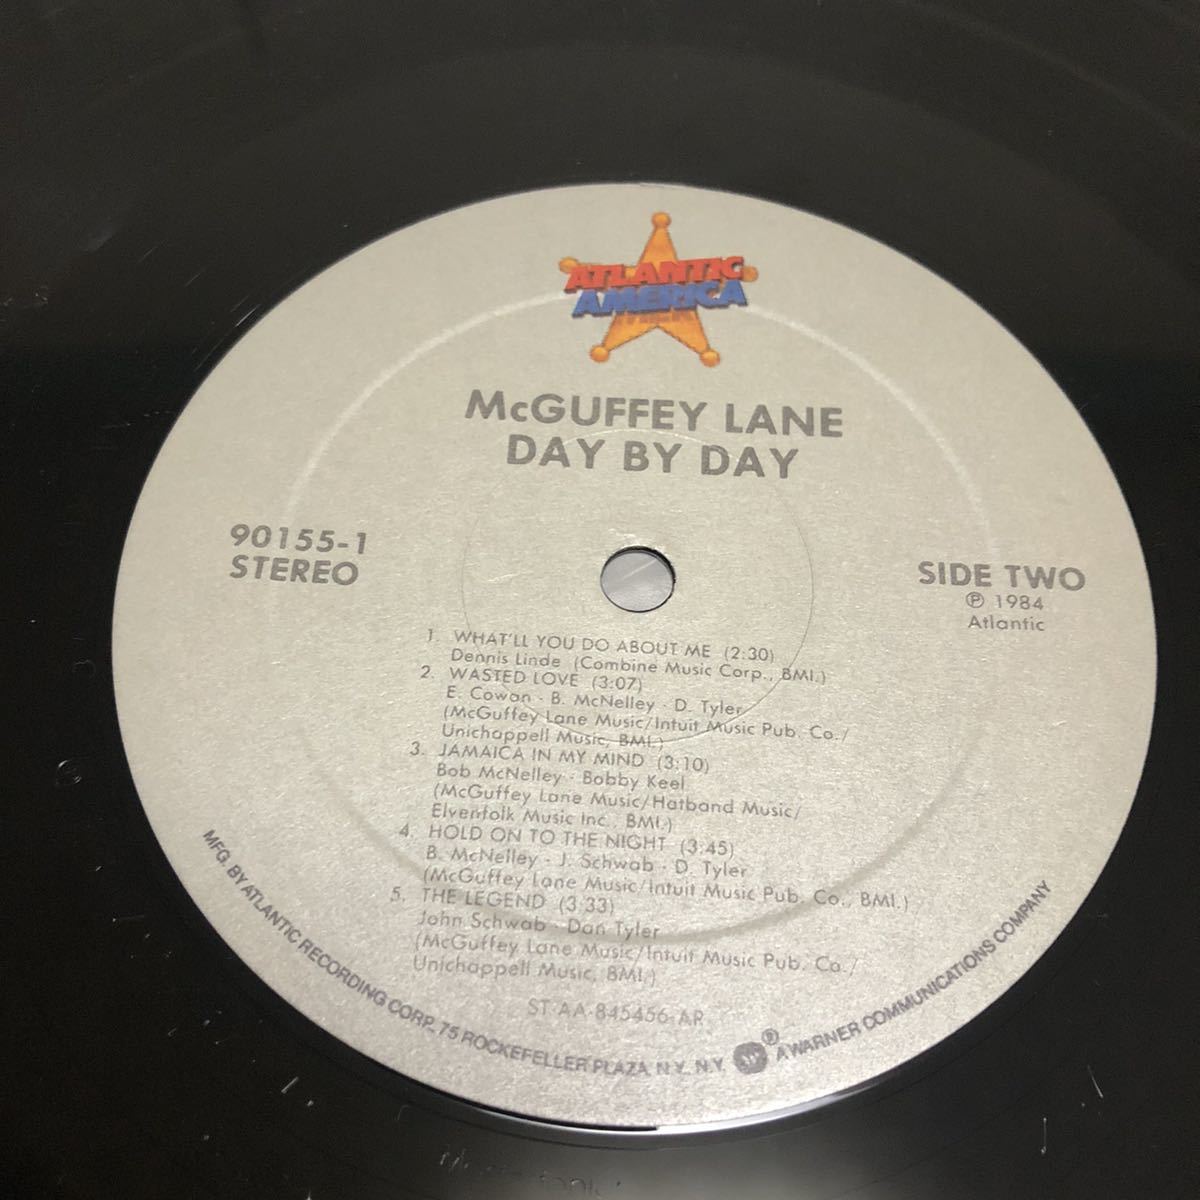 ATLANTIC
AMERICA
McGUFFEY LANE
DAY BY DAY
90155-1
STEREO
SIDE TWO
℗ 1984
Atlantic
1. WHAT'LL YOU DO ABOUT ME (2:30)
Dennis Linde (Combine Music Corp., BMI.)
2. WASTED LOVE (3:07)
E. Cowan - B. McNelley - D. Tyler
(McGuffey Lane Music/Intuit Music Pub. Co./
Unichappell Music, BMI.)
3. JAMAICA IN MY MIND (3:10)
Bob McNelley - Bobby Keel
(McGuffey Lane Music/Hatband Music/
Elvenfolk Music Inc., BMI.)
4. HOLD ON TO THE NIGHT (3:45)
B. McNelley - J. Schwab - D. Tyler
(McGuffey Lane Music/Intuit Music Pub. Co., BMI.)
5. THE LEGEND (3:33)
John Schwab - Dan Tyler
(McGuffey Lane Music/Intuit Music Pub. Co./
Unichappell Music, BMI.)
ST-AA-845456-AR
MFG. BY ATLANTIC RECORDING CORP., 75 ROCKEFELLER PLAZA, N.Y. N.Y. ® A WARNER COMMUNICATIONS COMPANY